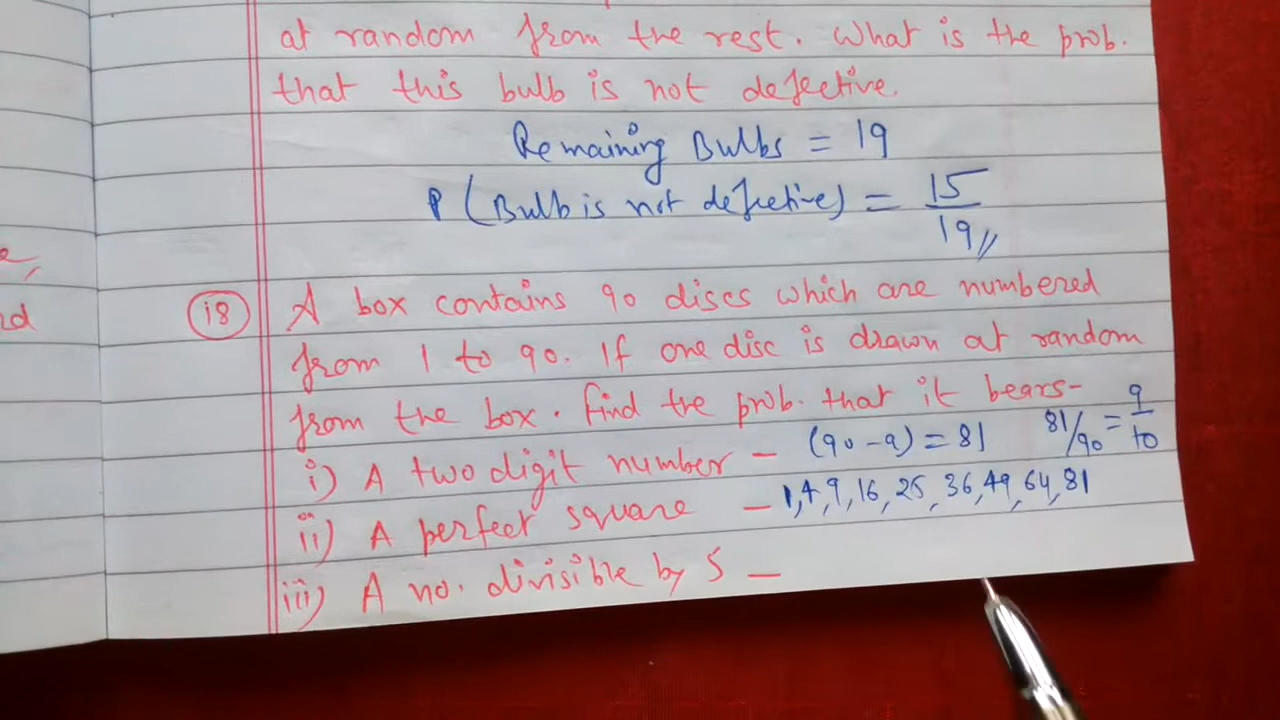 at random from the rest. What is the prob.
that this bulb is not defective.
Remaining Bulbs = 19
P (Bulb is not defective) = 15/19 //
18 A box contains 90 discs which are numbered
from 1 to 90. If one disc is drawn at random
from the box. Find the prob. that it bears-
i) A two digit number - (90-9) = 81 81/90 = 9/10
ii) A perfect square - 1,4,9,16,25,36,49,64,81
iii) A no. divisible by 5 -